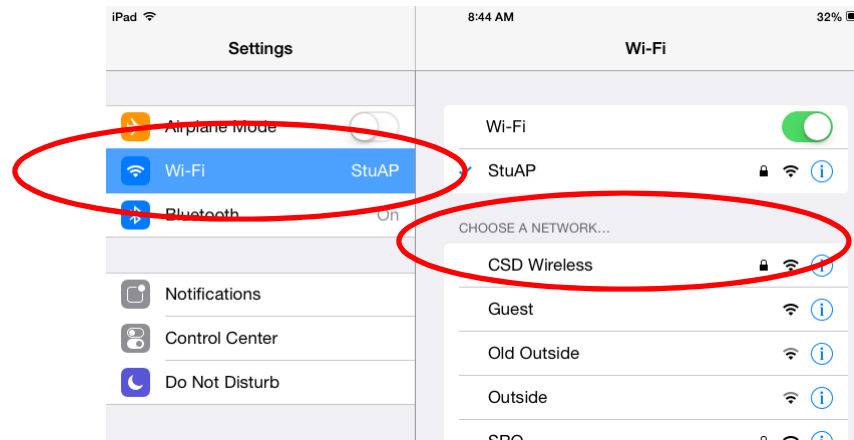 iPad 8:44 AM 32%
Settings
Wi-Fi
Airplane Mode
Wi-Fi StuAP
Bluetooth On
Notifications
Control Center
Do Not Disturb
Wi-Fi
StuAP
CHOOSE A NETWORK...
CSD Wireless
Guest
Old Outside
Outside